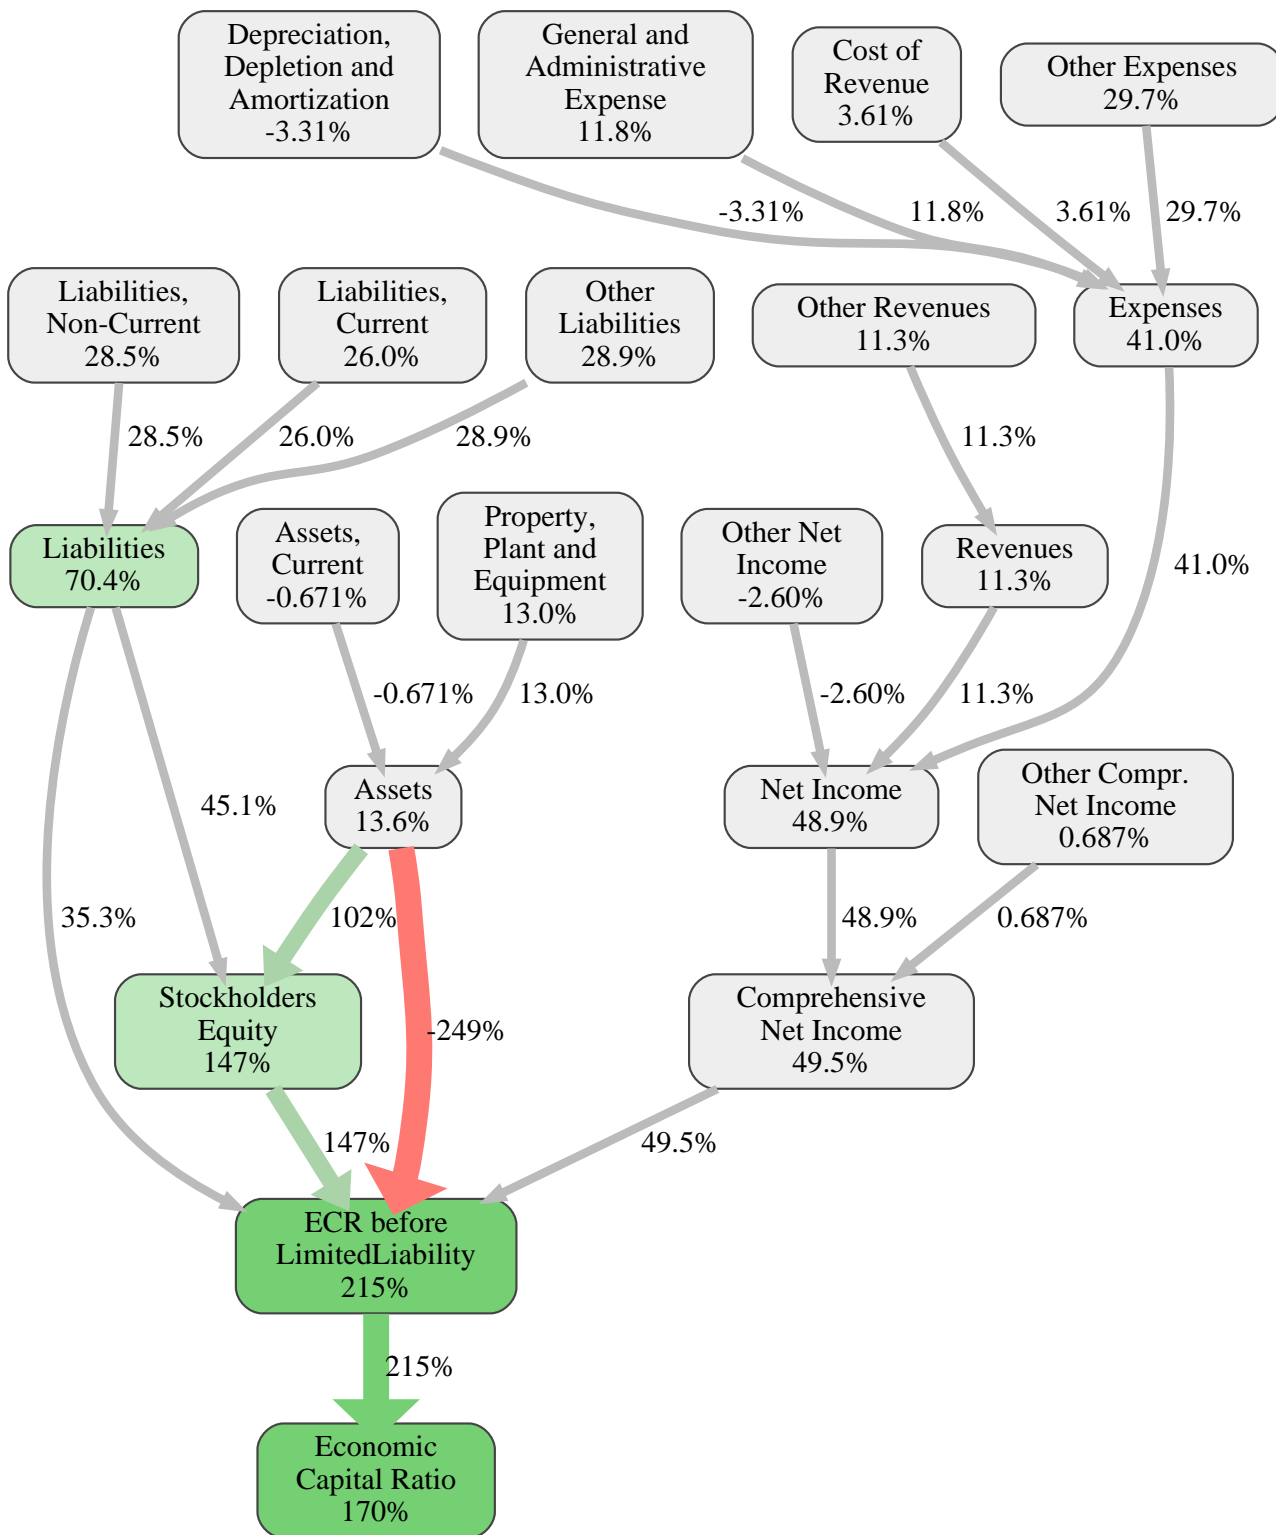 Depreciation,
Depletion and
Amortization
-3.31%
General and
Administrative
Expense
11.8%
Cost of
Revenue
3.61%
Other Expenses
29.7%
-3.31%
11.8%
3.61%
29.7%
Liabilities,
Non-Current
28.5%
Liabilities,
Current
26.0%
Other
Liabilities
28.9%
Other Revenues
11.3%
Expenses
41.0%
28.5%
26.0%
28.9%
11.3%
Liabilities
70.4%
Assets,
Current
-0.671%
Property,
Plant and
Equipment
13.0%
Other Net
Income
-2.60%
Revenues
11.3%
41.0%
-0.671%
13.0%
-2.60%
11.3%
45.1%
Assets
13.6%
Net Income
48.9%
Other Compr.
Net Income
0.687%
35.3%
102%
48.9%
0.687%
Stockholders
Equity
147%
-249%
Comprehensive
Net Income
49.5%
147%
49.5%
ECR before
LimitedLiability
215%
215%
Economic
Capital Ratio
170%